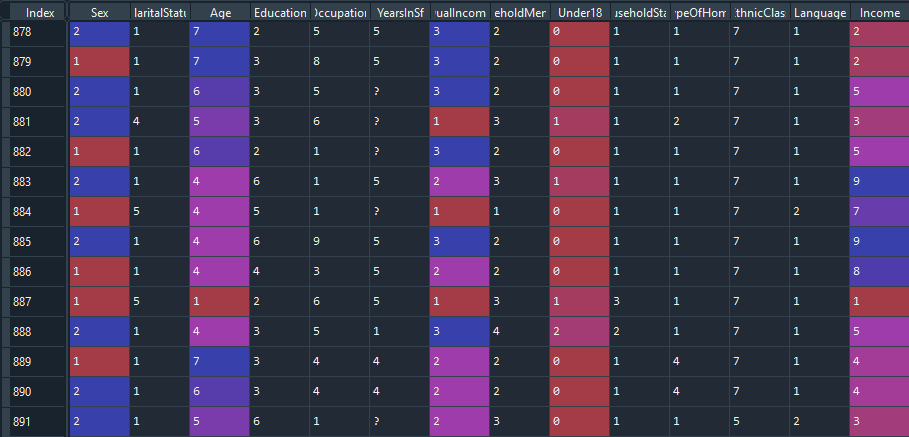 Index Sex laritalStatu Age Education Occupation YearsInSf ualIncom eholdMen Under18 useholdSta peOfHom thnicClas Language Income
878 2 1 7 2 5 5 3 2 0 1 1 7 1 2
879 1 1 7 3 8 5 3 2 0 1 1 7 1 2
880 2 1 6 3 5 ? 3 2 0 1 1 7 1 5
881 2 4 5 3 6 ? 1 3 1 1 2 7 1 3
882 1 1 6 2 1 ? 3 2 0 1 1 7 1 5
883 2 1 4 6 1 5 2 3 1 1 1 7 1 9
884 1 5 4 5 1 ? 1 1 0 1 1 7 2 7
885 2 1 4 6 9 5 3 2 0 1 1 7 1 9
886 1 1 4 4 3 5 2 2 0 1 1 7 1 8
887 1 5 1 2 6 5 1 3 1 3 1 7 1 1
888 2 1 4 3 5 1 3 4 2 2 1 7 1 5
889 1 1 7 3 4 4 2 2 0 1 4 7 1 4
890 2 1 6 3 4 4 2 2 0 1 4 7 1 4
891 2 1 5 6 1 ? 2 3 0 1 1 5 2 3